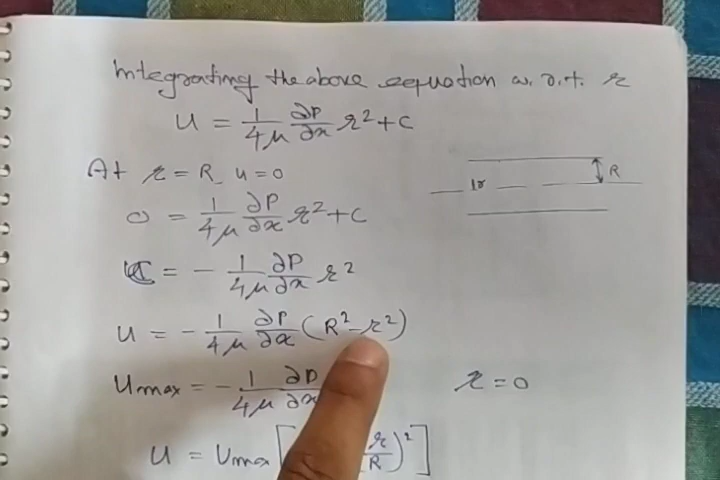 Integrating the above equation w.r.t. r
u = 1/4μ ∂P/∂x r² + c
At r = R, u = 0
R
r
0 = 1/4μ ∂P/∂x r² + c
C = - 1/4μ ∂P/∂x r²
u = - 1/4μ ∂P/∂x (R² - r²)
Umax = - 1/4μ ∂P/∂x
r = 0
u = Umax [ r/R)² ]